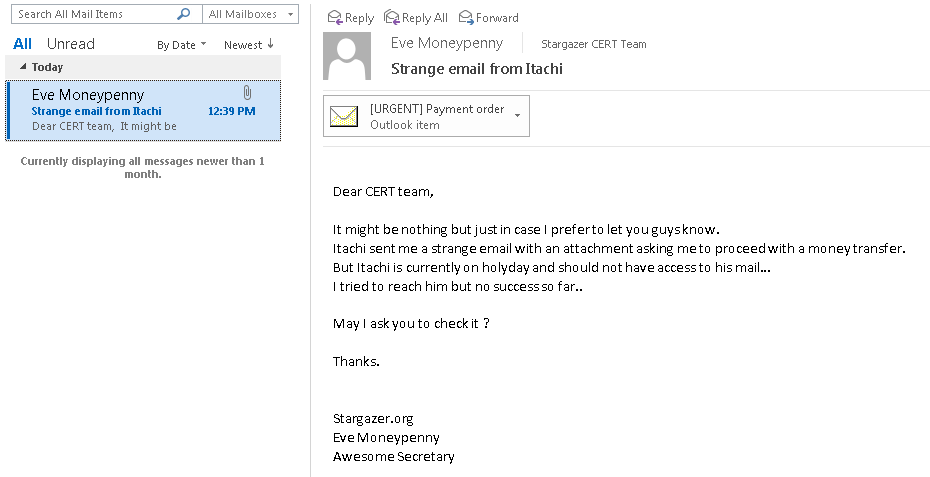 Search All Mail Items
All Mailboxes
All Unread
By Date Newest ↓
Today
Eve Moneypenny
Strange email from Itachi 12:39 PM
Dear CERT team, It might be
Currently displaying all messages newer than 1
month.
Reply Reply All Forward
Eve Moneypenny Stargazer CERT Team
Strange email from Itachi
[URGENT] Payment order
Outlook item
Dear CERT team,
It might be nothing but just in case I prefer to let you guys know.
Itachi sent me a strange email with an attachment asking me to proceed with a money transfer.
But Itachi is currently on holyday and should not have access to his mail...
I tried to reach him but no success so far..
May I ask you to check it ?
Thanks.
Stargazer.org
Eve Moneypenny
Awesome Secretary